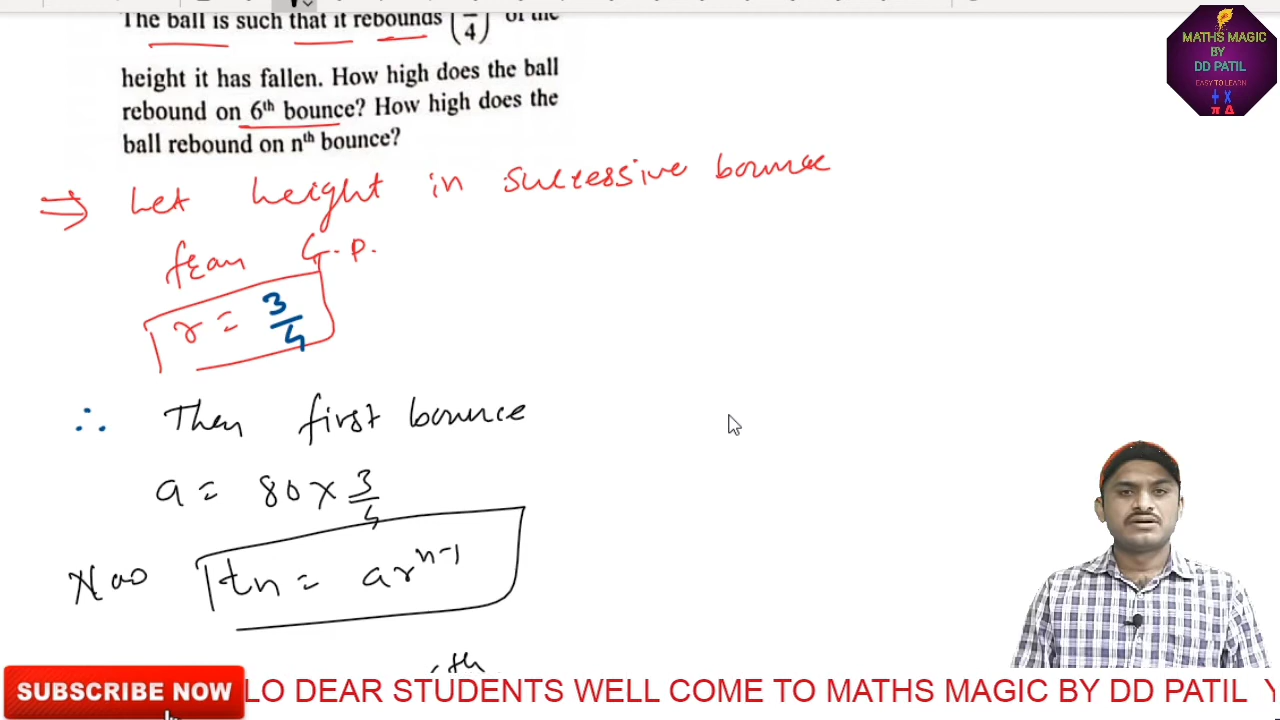 The ball is such that it rebounds (‾/4) of the
height it has fallen. How high does the ball
rebound on 6th bounce? How high does the
ball rebound on nth bounce?
⇒ Let height in successive bounce
G.P.
r = 3/4
∴ Then first bounce
a = 80 × 3/4
Now tn = ar^n-1
th
MATHS MAGIC
BY
DD PATIL
EASY TO LEARN
+ X
π Δ
SUBSCRIBE NOW
LO DEAR STUDENTS WELL COME TO MATHS MAGIC BY DD PATIL Y